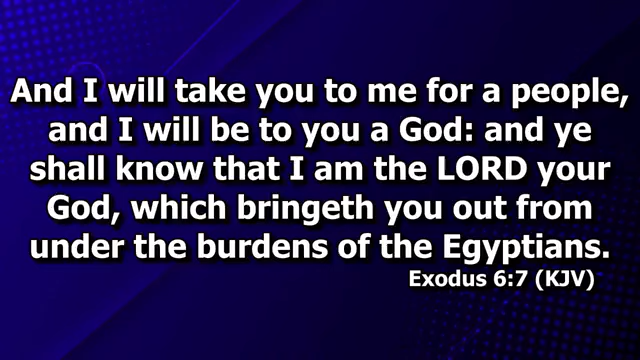 And I will take you to me for a people,
and I will be to you a God: and ye
shall know that I am the LORD your
God, which bringeth you out from
under the burdens of the Egyptians.
Exodus 6:7 (KJV)